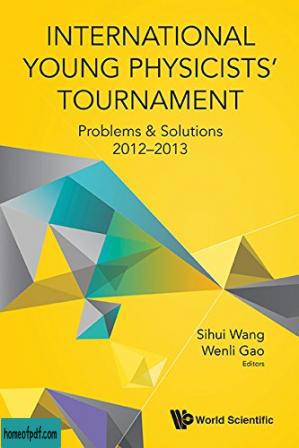 INTERNATIONAL
YOUNG PHYSICISTS'
TOURNAMENT
Problems & Solutions
2012–2013
Sihui Wang
Wenli Gao
Editors
World Scientific
homeofpdf.com